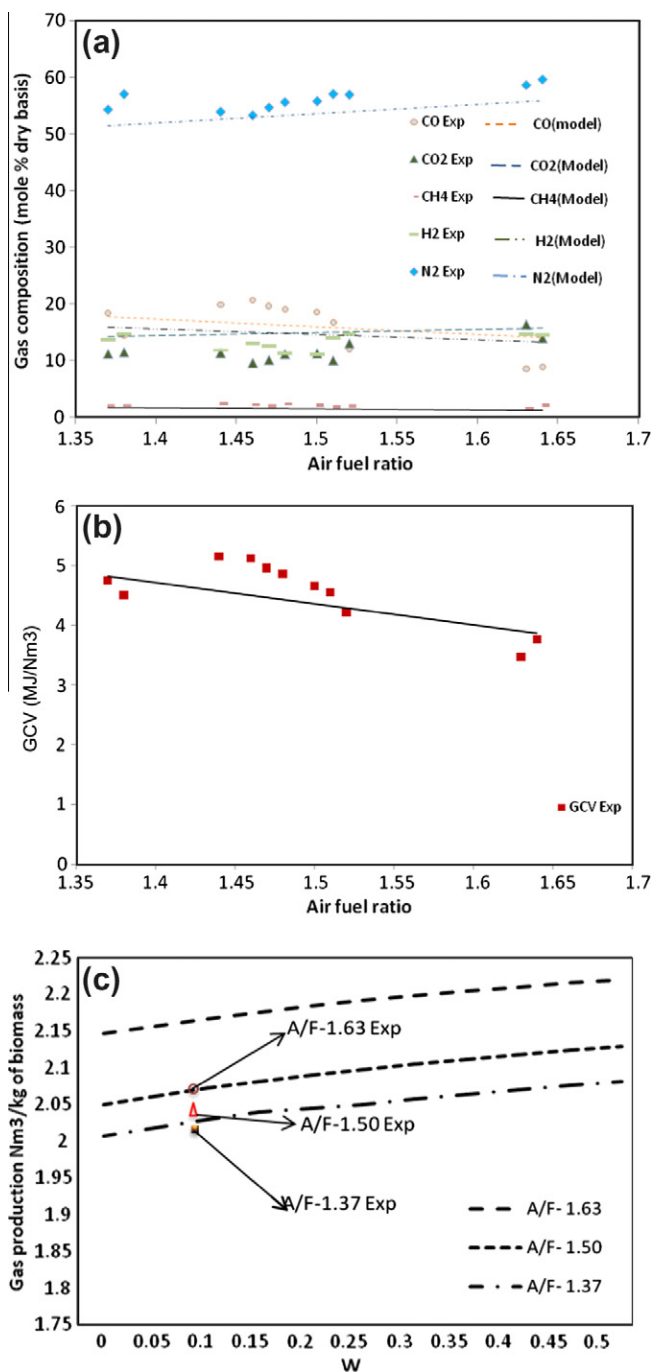 (a)
Gas composition (mole % dry basis)
70
60
50
40
30
20
10
0
CO Exp
CO(model)
CO2 Exp
CO2(Model)
CH4 Exp
CH4(Model)
H2 Exp
H2(Model)
N2 Exp
N2(Model)
1.35 1.4 1.45 1.5 1.55 1.6 1.65 1.7
Air fuel ratio
(b)
GCV (MJ/Nm3)
6
5
4
3
2
1
0
GCV Exp
1.35 1.4 1.45 1.5 1.55 1.6 1.65 1.7
Air fuel ratio
(c)
Gas production Nm3/kg of biomass
2.25
2.2
2.15
2.1
2.05
2
1.95
1.9
1.85
1.8
1.75
A/F-1.63 Exp
A/F-1.50 Exp
A/F-1.37 Exp
A/F- 1.63
A/F- 1.50
A/F- 1.37
0 0.05 0.1 0.15 0.2 0.25 0.3 0.35 0.4 0.45 0.5
W